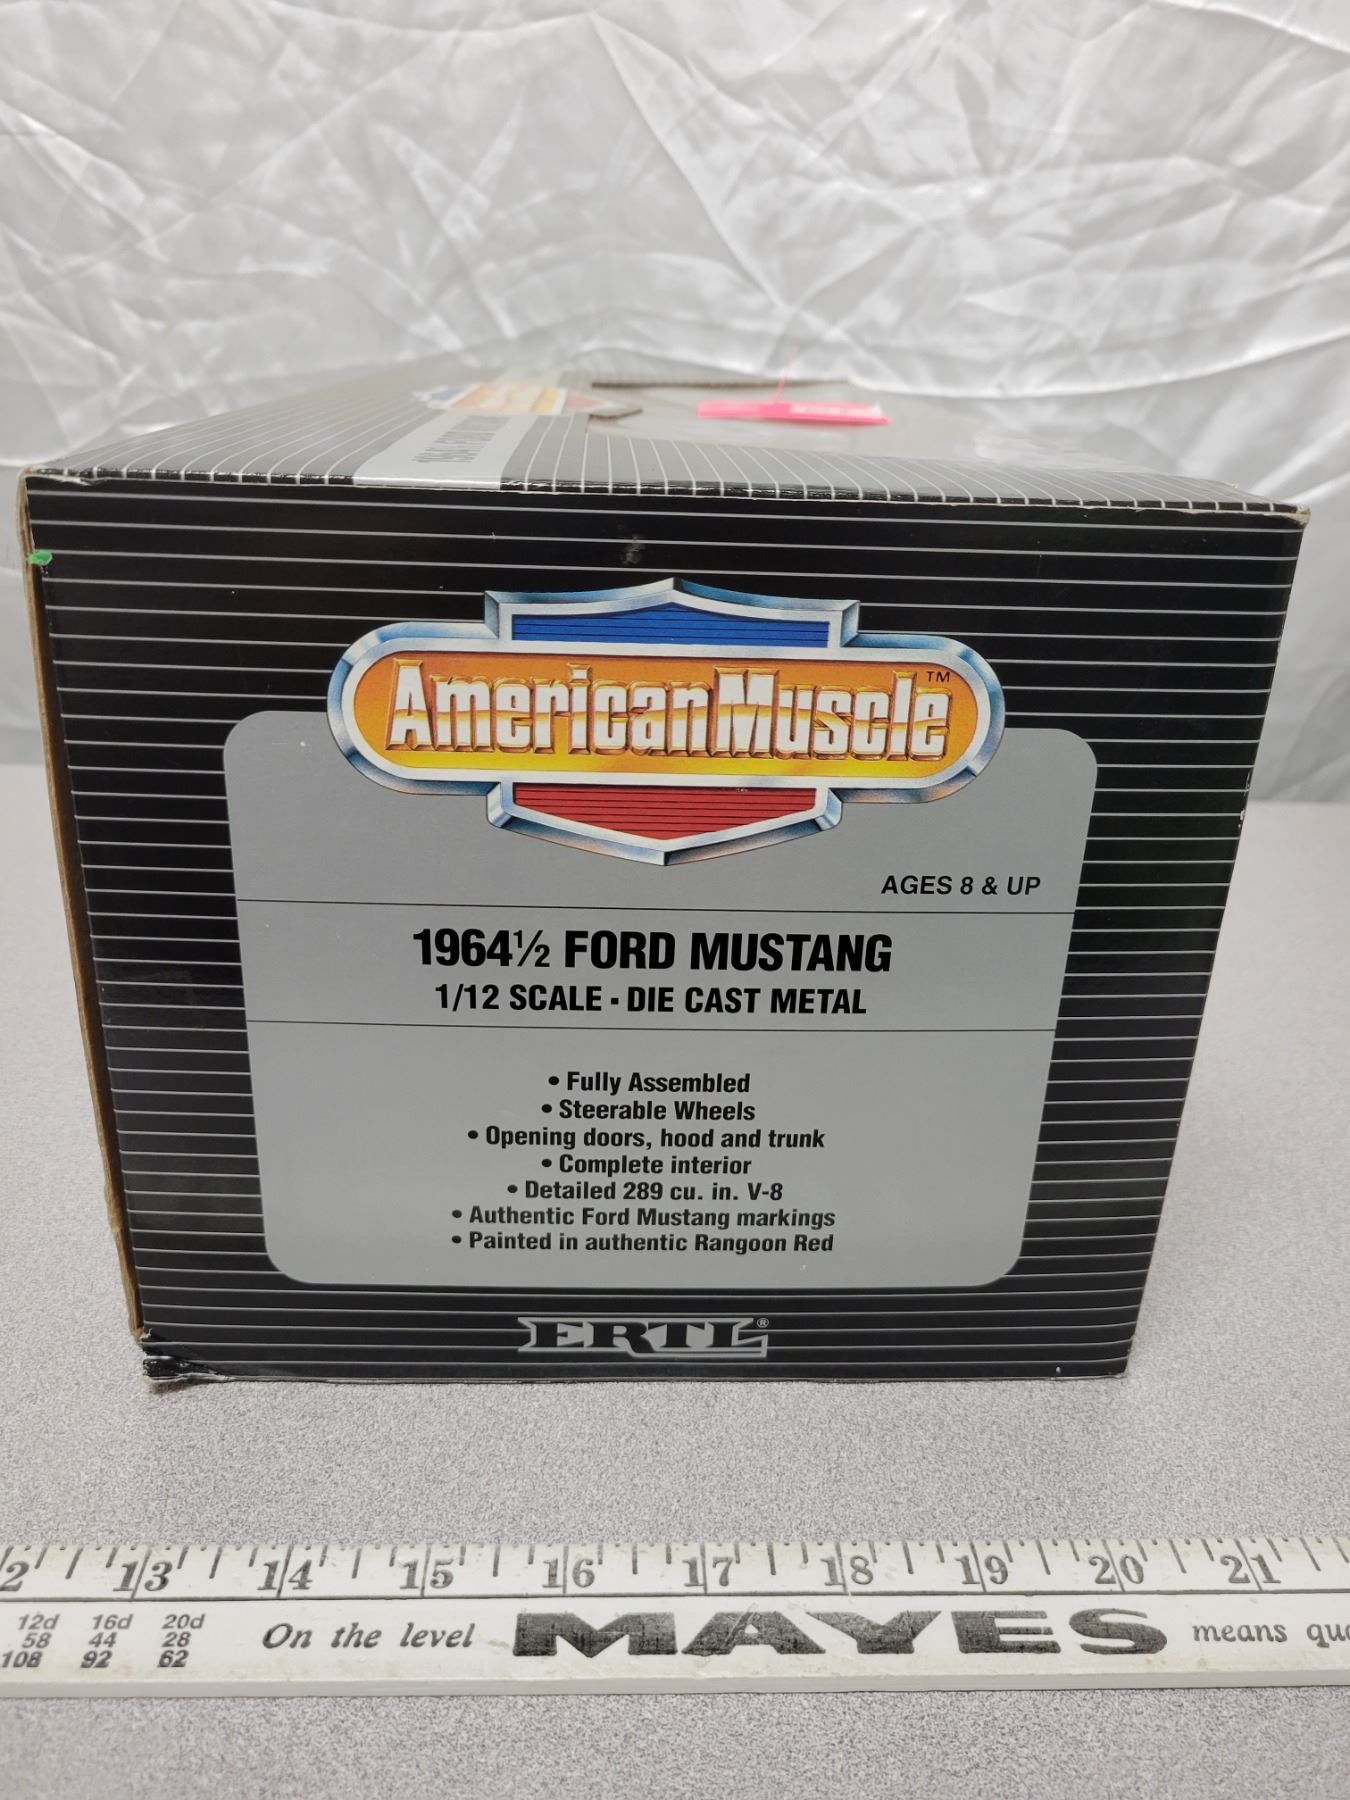 American Muscle™
AGES 8 & UP
1964½ FORD MUSTANG
1/12 SCALE • DIE CAST METAL
• Fully Assembled
• Steerable Wheels
• Opening doors, hood and trunk
• Complete interior
• Detailed 289 cu. in. V-8
• Authentic Ford Mustang markings
• Painted in authentic Rangoon Red
ERTL®
2 13 14 15 16 17 18 19 20 21
12d 16d 20d
58 44 28
108 92 62
On the level MAYES means qua